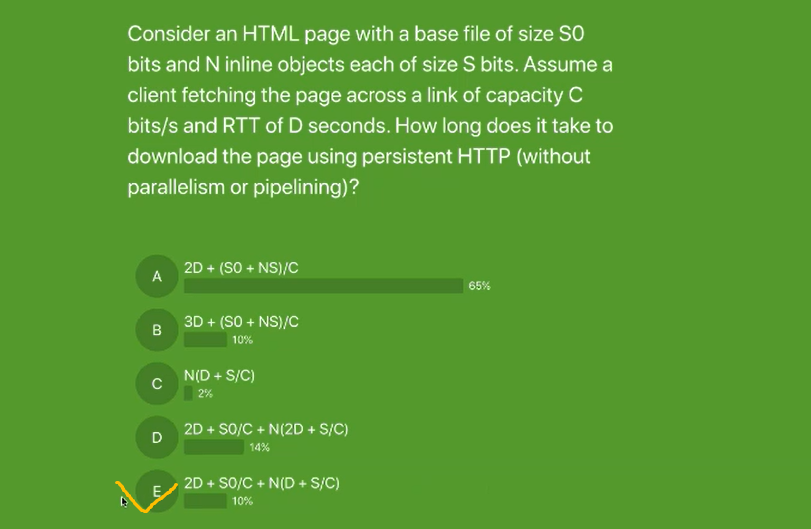 Consider an HTML page with a base file of size S0
bits and N inline objects each of size S bits. Assume a
client fetching the page across a link of capacity C
bits/s and RTT of D seconds. How long does it take to
download the page using persistent HTTP (without
parallelism or pipelining)?
A 2D + (S0 + NS)/C
65%
B 3D + (S0 + NS)/C
10%
C N(D + S/C)
2%
D 2D + S0/C + N(2D + S/C)
14%
E 2D + S0/C + N(D + S/C)
10%